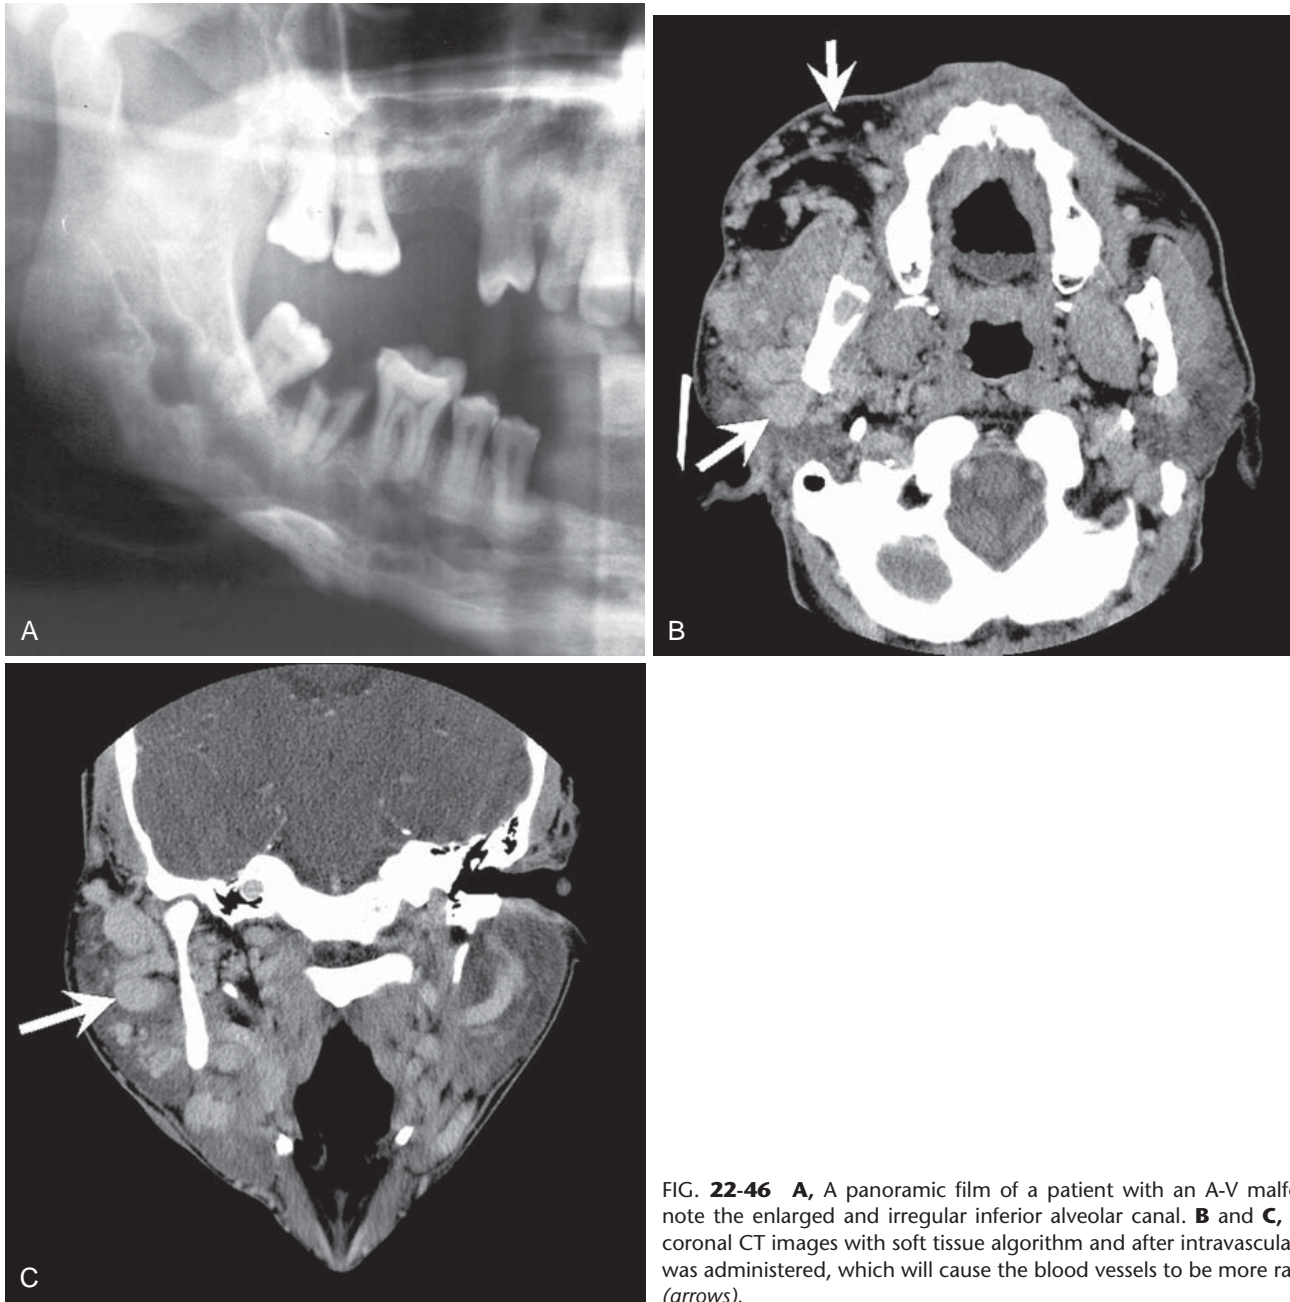 A
B
C
FIG. 22-46 A, A panoramic film of a patient with an A-V malfo
note the enlarged and irregular inferior alveolar canal. B and C,
coronal CT images with soft tissue algorithm and after intravascula
was administered, which will cause the blood vessels to be more ra
(arrows).